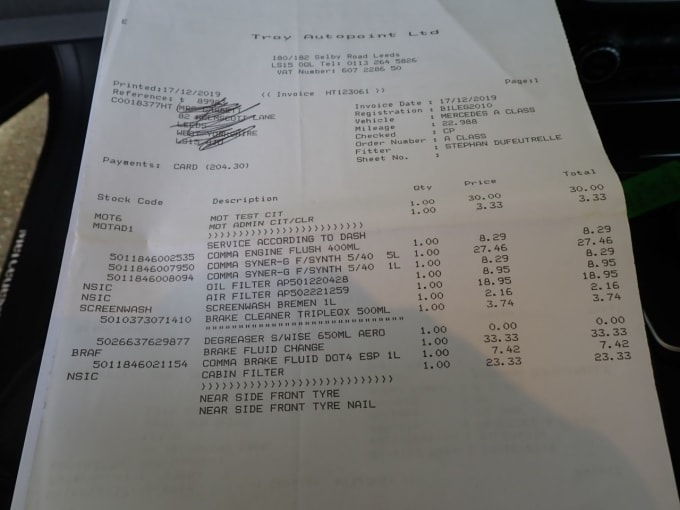 Troy Autopoint Ltd
180/182 Selby Road Leeds
LS15 0GL Tel: 0113 264 5826
VAT Number: 607 2286 50
Page:1
Printed:17/12/2019
(( Invoice HT123061 ))
Reference:
C0018377HT
Invoice Date : 17/12/2019
Registration : BILEG2010
Vehicle : MERCEDES A CLASS
Mileage : 22,988
Checked : CP
Order Number : A CLASS
Fitter : STEPHAN DUFEUTRELLE
Sheet No. :
LEEDS
WEST YORKSHIRE
Payments: CARD (204.30)
Stock Code Description Qty Price Total
MOT6 MOT TEST CIT 1.00 30.00 30.00
MOTAD1 MOT ADMIN CIT/CLR 1.00 3.33 3.33
))))))))))))))))))))))))
SERVICE ACCORDING TO DASH
5011846002535 COMMA ENGINE FLUSH 400ML 1.00 8.29 8.29
5011846007950 COMMA SYNER-G F/SYNTH 5/40 5L 1.00 27.46 27.46
5011846008094 COMMA SYNER-G F/SYNTH 5/40 1L 1.00 8.29 8.29
NSIC OIL FILTER AP501220428 1.00 8.95 8.95
NSIC AIR FILTER AP502221259 1.00 18.95 18.95
SCREENWASH SCREENWASH BREMEN 1L 1.00 2.16 2.16
5010373071410 BRAKE CLEANER TRIPLEQX 500ML 1.00 3.74 3.74
"""""""""""""""""""""""""""""
5026637629877 DEGREASER S/WISE 650ML AERO 1.00 0.00 0.00
BRAF BRAKE FLUID CHANGE 1.00 33.33 33.33
5011846021154 COMMA BRAKE FLUID DOT4 ESP 1L 1.00 7.42 7.42
NSIC CABIN FILTER 1.00 23.33 23.33
))))))))))))))))))))))))))))
NEAR SIDE FRONT TYRE
NEAR SIDE FRONT TYRE NAIL